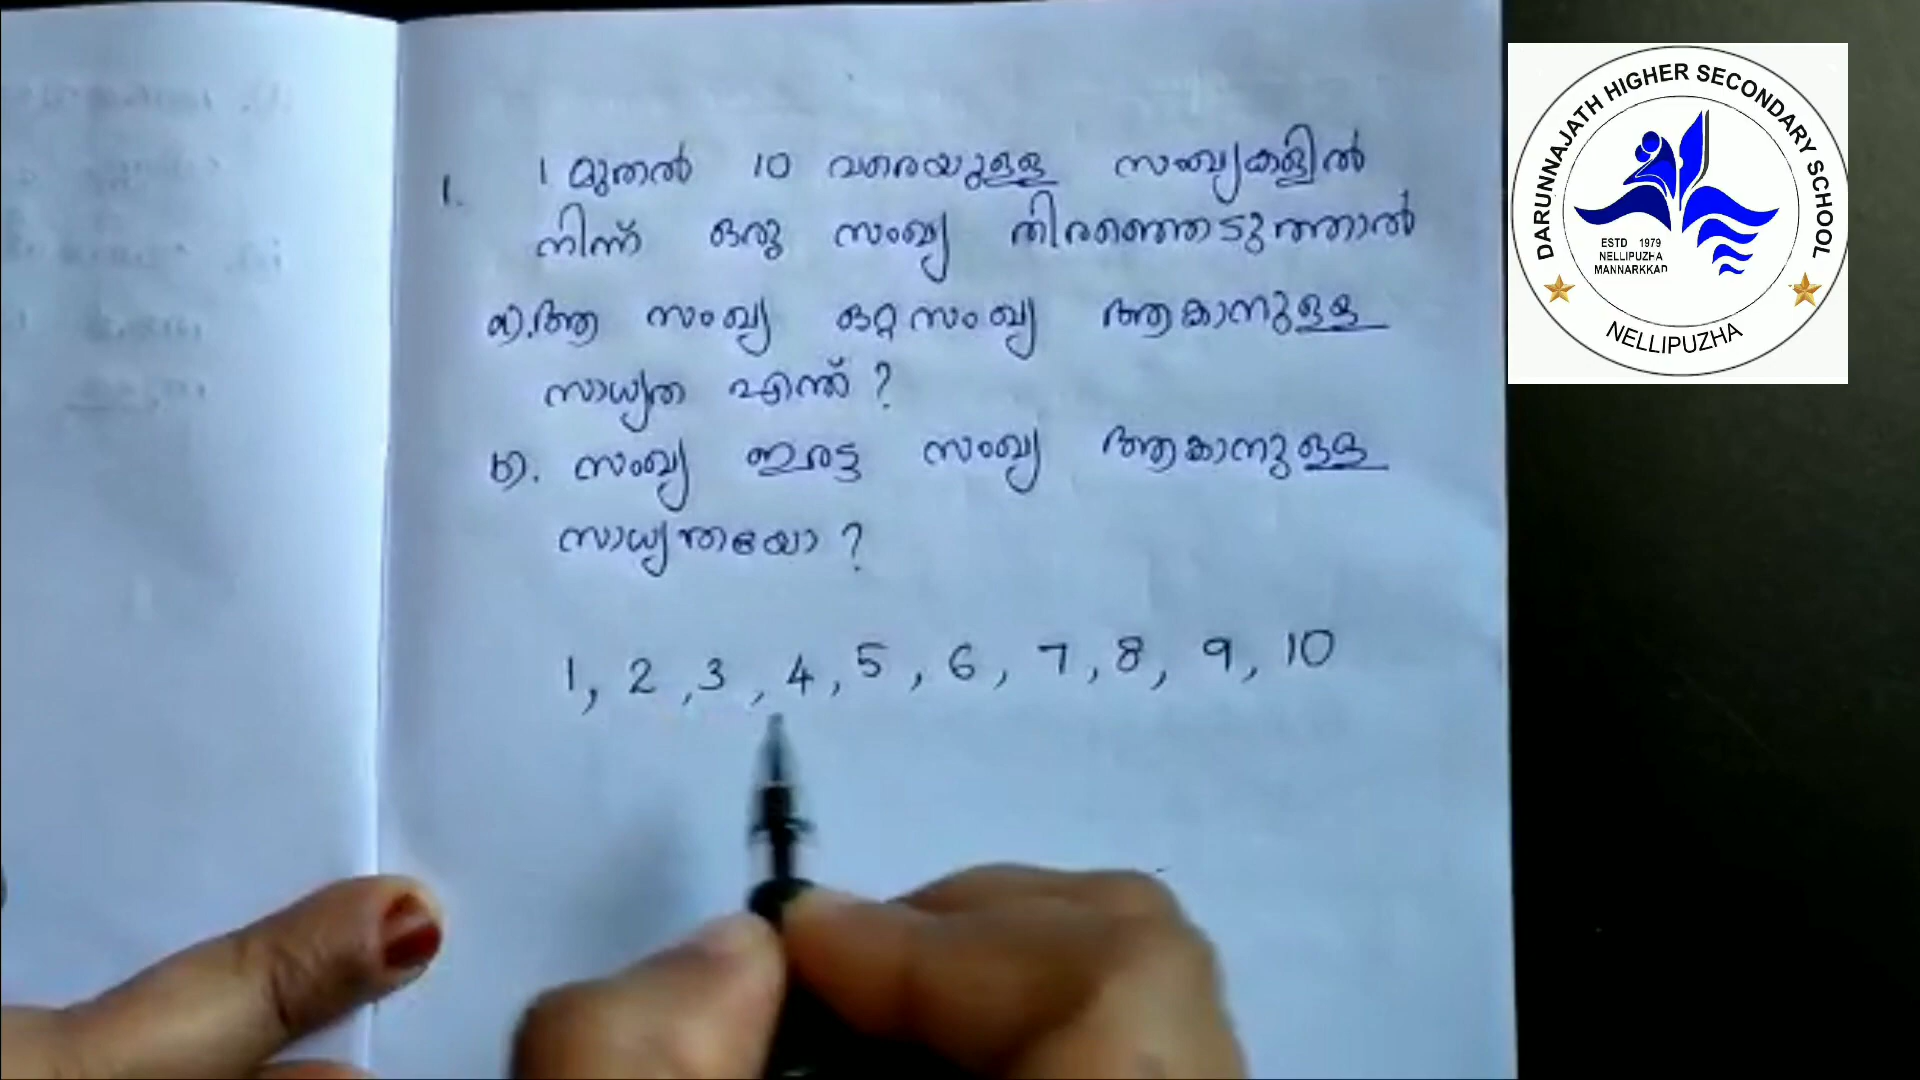 1. 1 മുതൽ 10 വരെയുള്ള സംഖ്യകളിൽ
നിന്ന് ഒരു സംഖ്യ തിരഞ്ഞെടുത്താൽ
a). ആ സംഖ്യ ഒറ്റസംഖ്യ ആകാനുള്ള
സാധ്യത എന്ത് ?
b). സംഖ്യ ഇരട്ട സംഖ്യ ആകാനുള്ള
സാധ്യതയോ ?
1, 2, 3, 4, 5, 6, 7, 8, 9, 10
DARUNNAJATH HIGHER SECONDARY SCHOOL
ESTD 1979
NELLIPUZHA
MANNARKKAD
NELLIPUZHA